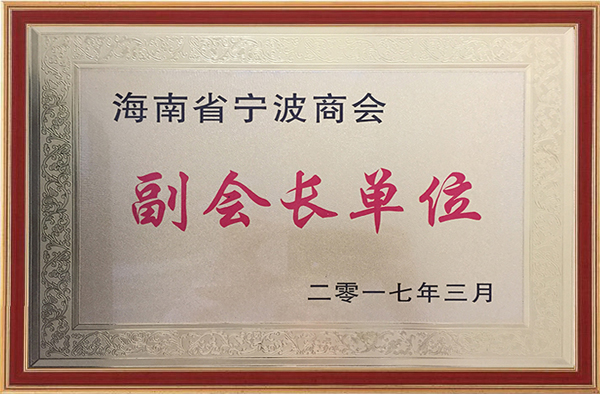 海南省宁波商会
副会长单位
二零一七年三月